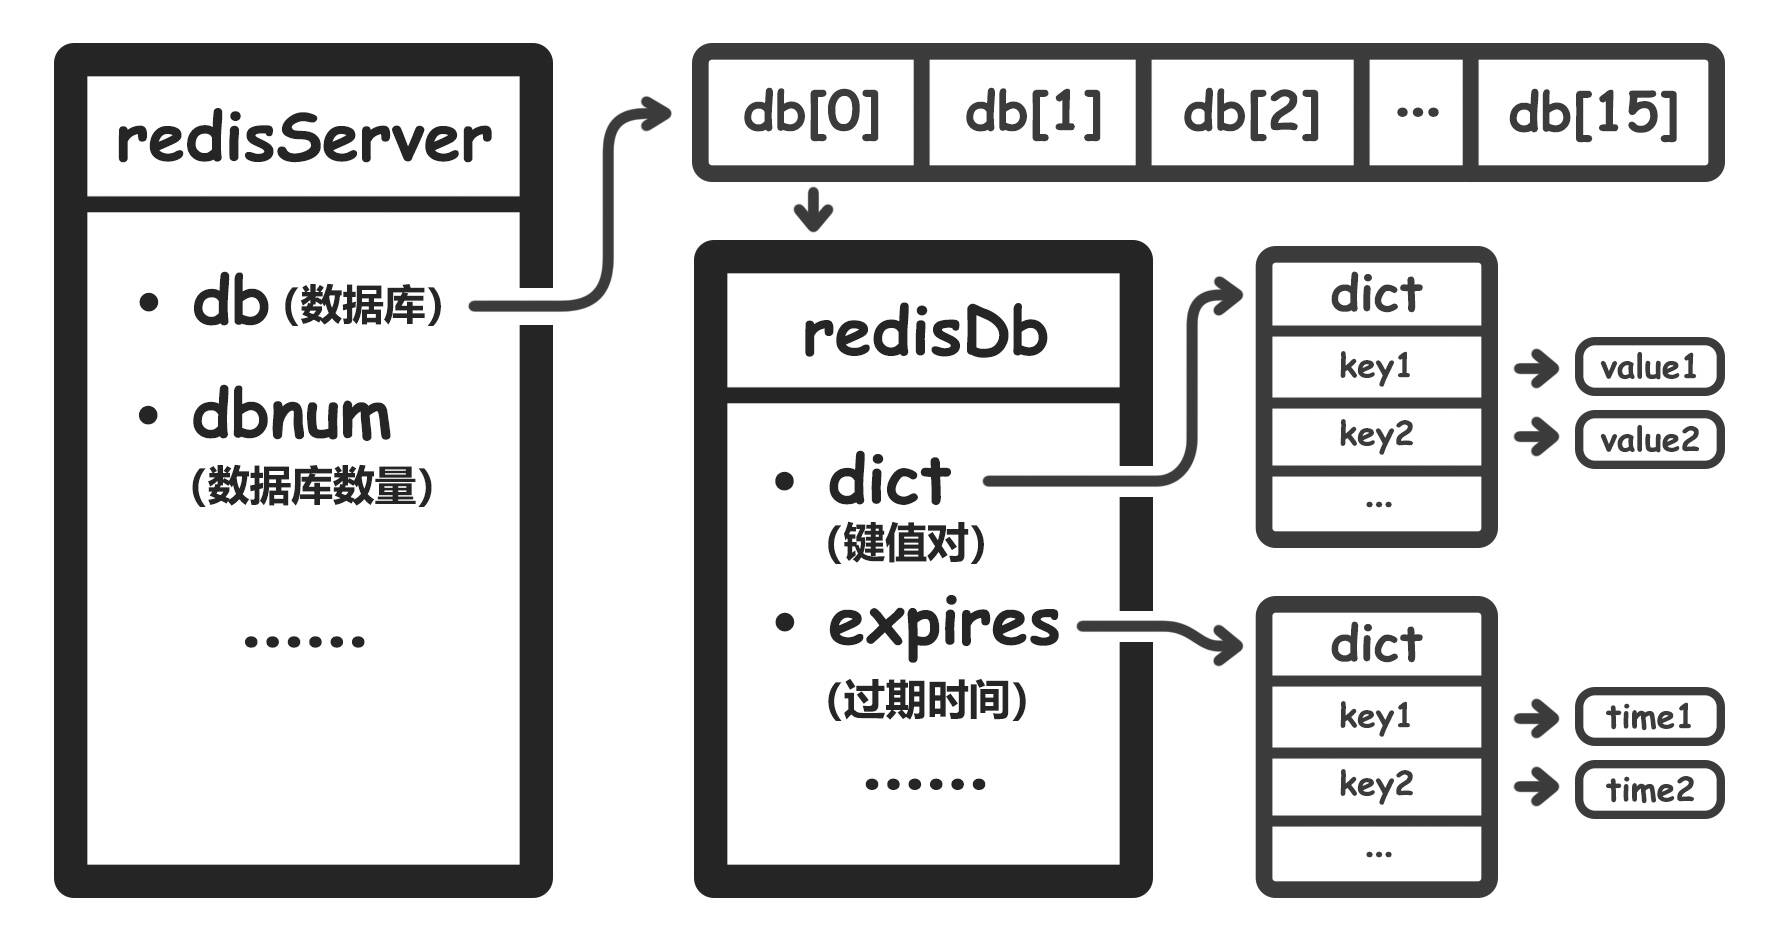 redisServer
• db (数据库)
• dbnum
(数据库数量)
......
db[0] db[1] db[2] ... db[15]
redisDb
• dict
(键值对)
• expires
(过期时间)
......
dict
key1 value1
key2 value2
...
dict
key1 time1
key2 time2
...